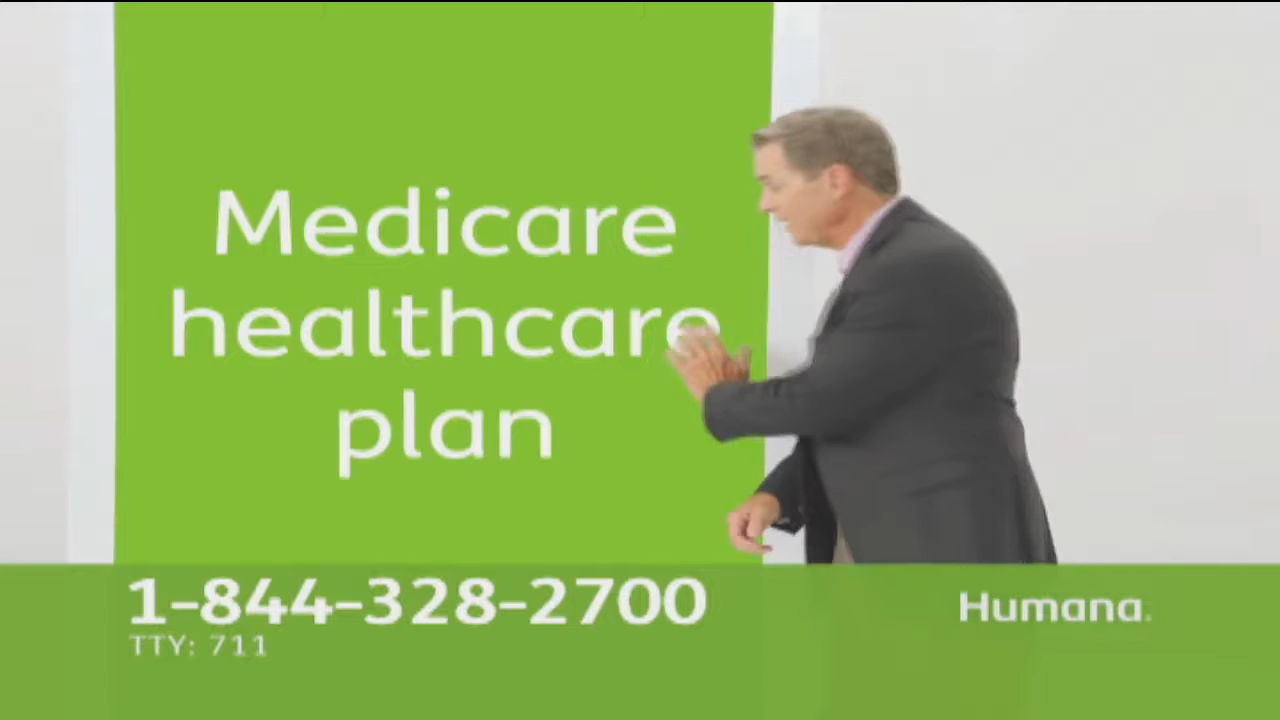 Medicare
healthcare
plan
1-844-328-2700
Humana.
TTY: 711